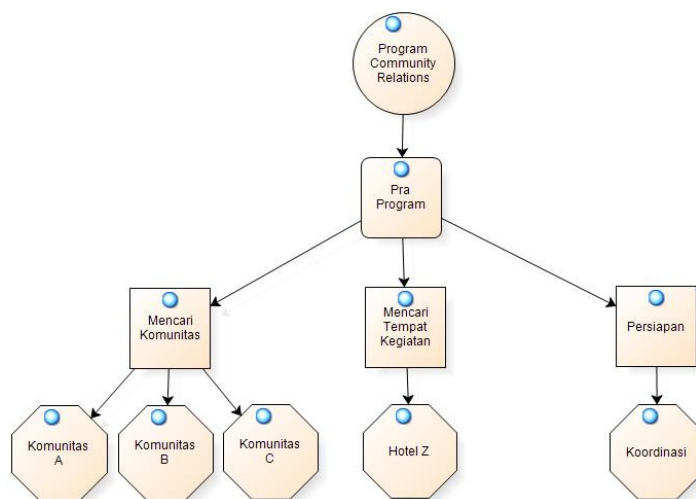 Program
Community
Relations
Pra
Program
Mencari
Komunitas
Mencari
Tempat
Kegiatan
Persiapan
Komunitas
A
Komunitas
B
Komunitas
C
Hotel Z
Koordinasi